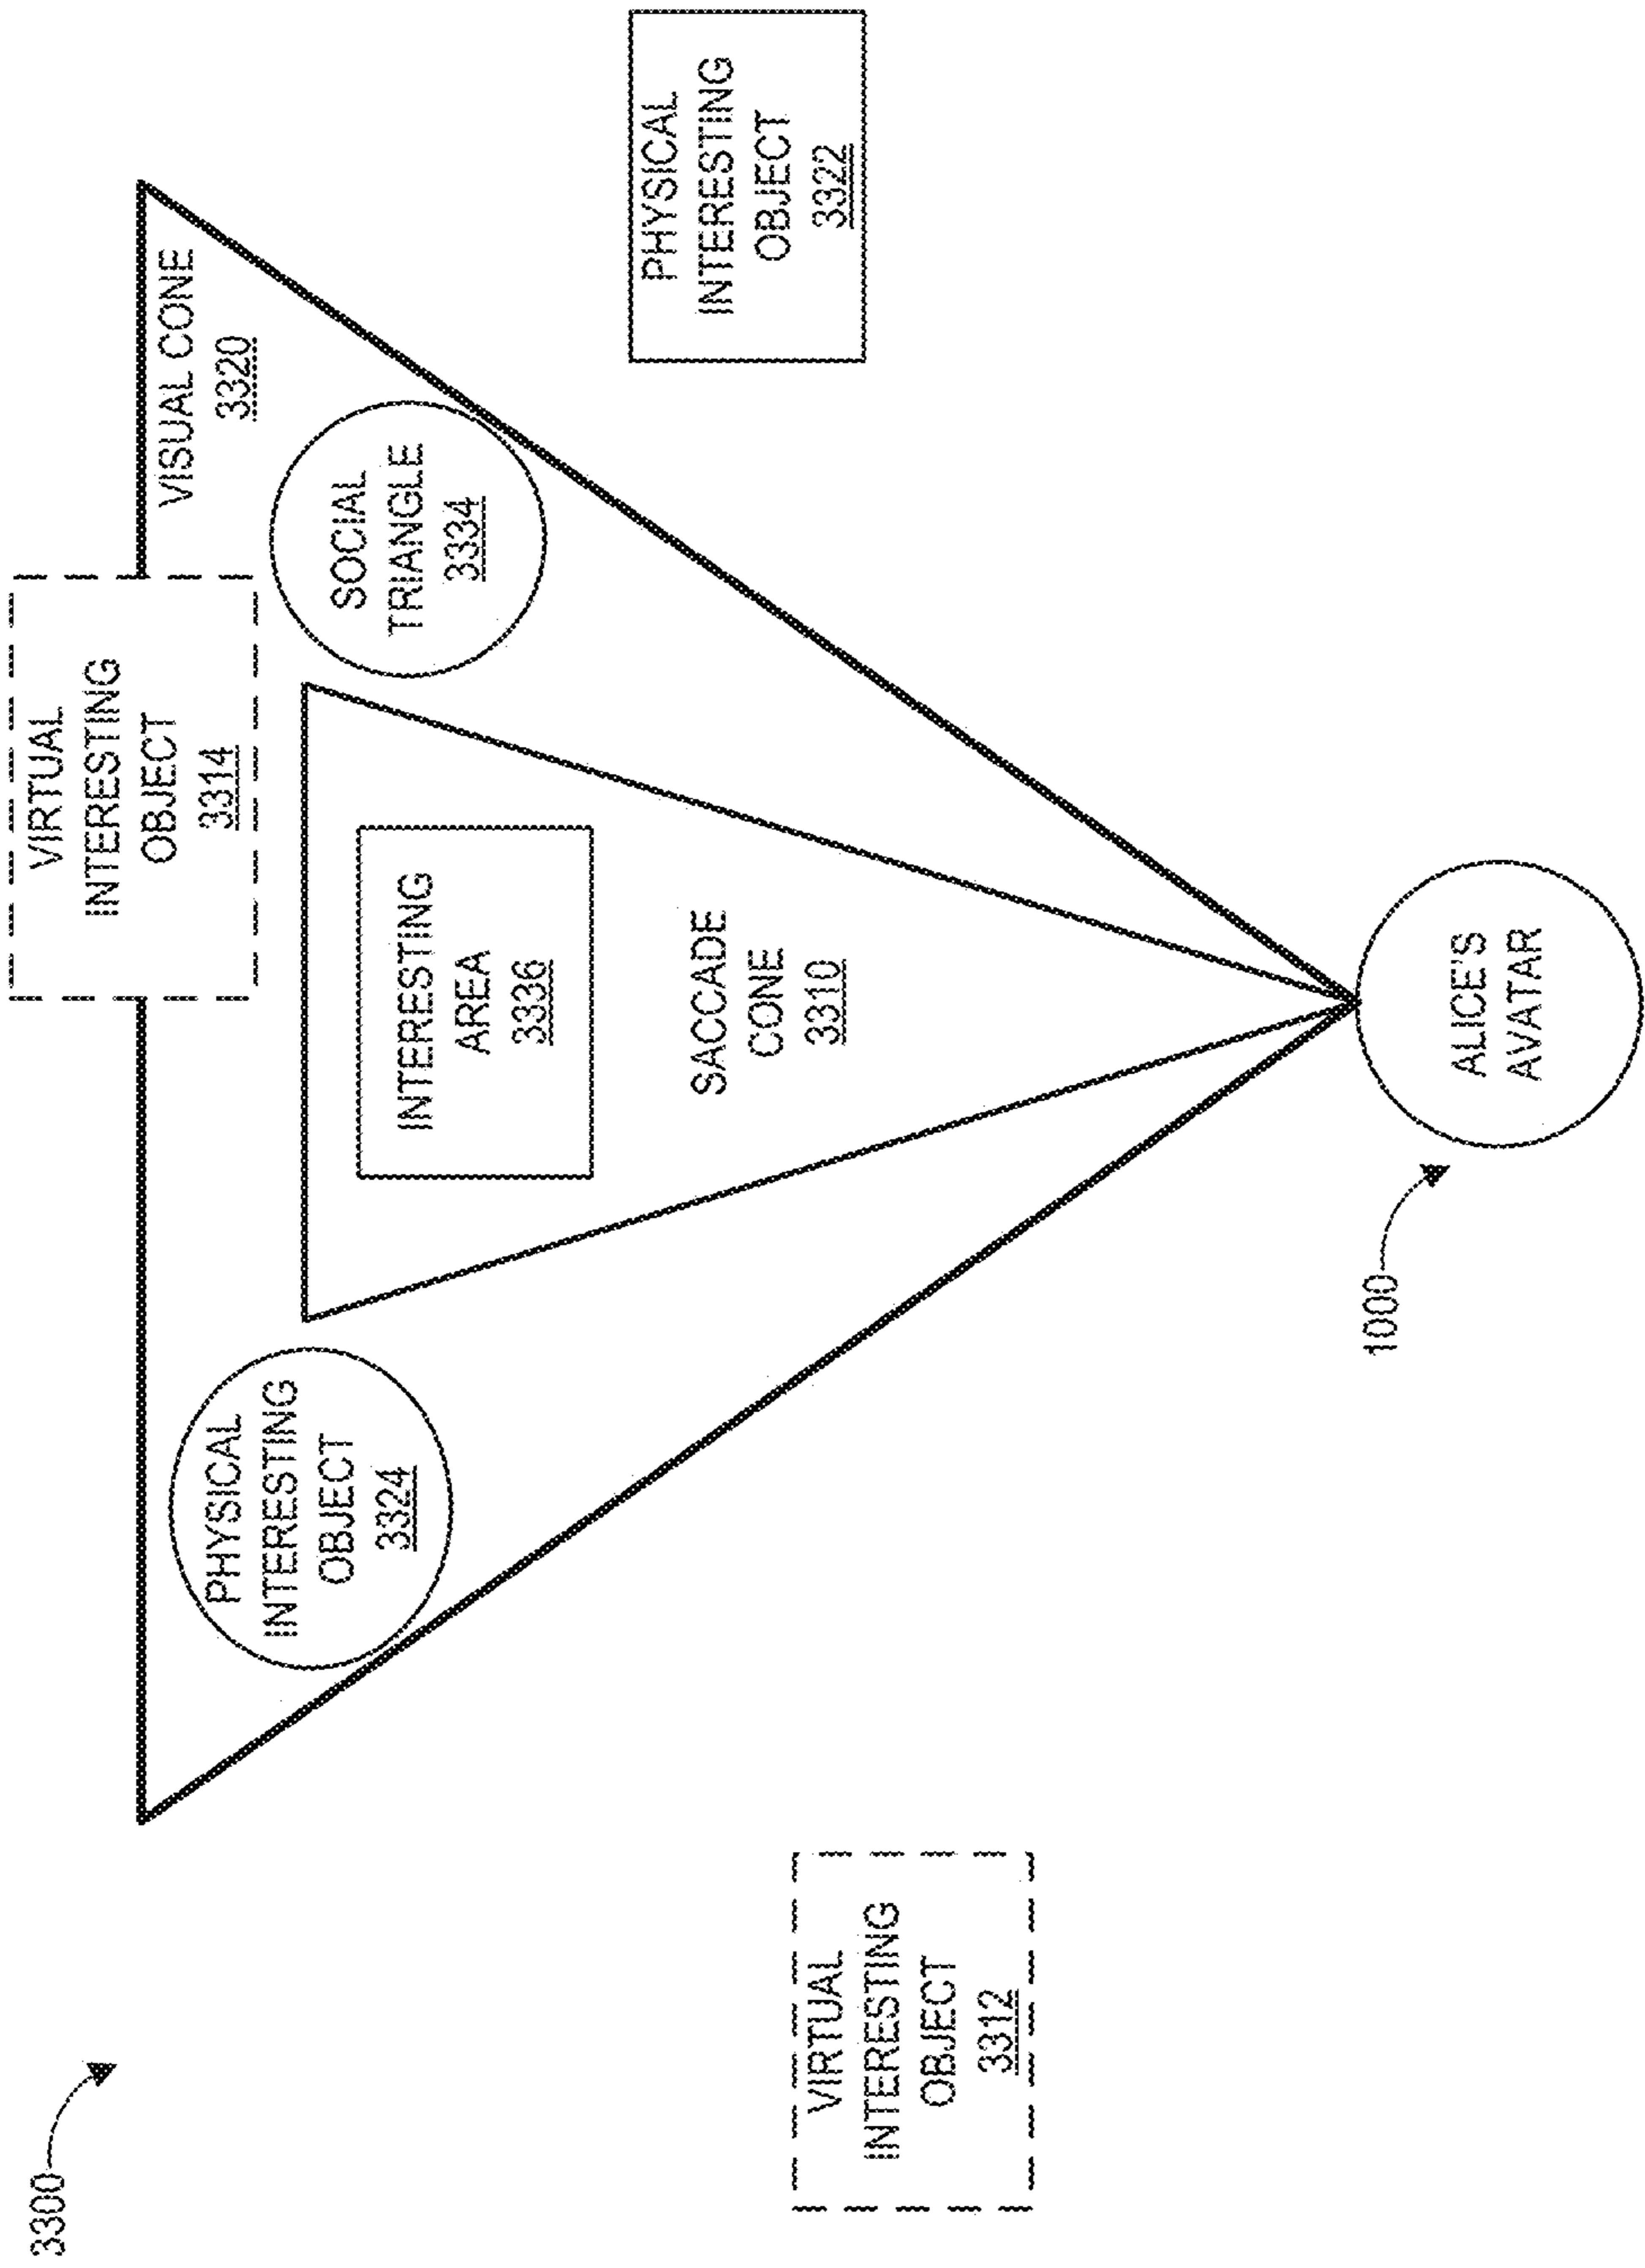 3300
VIRTUAL
INTERESTING
OBJECT
3314
VISUAL CONE
3320
PHYSICAL
INTERESTING
OBJECT
3324
SOCIAL
TRIANGLE
3334
INTERESTING
AREA
3336
SACCADE
CONE
3310
PHYSICAL
INTERESTING
OBJECT
3322
VIRTUAL
INTERESTING
OBJECT
3312
1000
ALICE'S
AVATAR